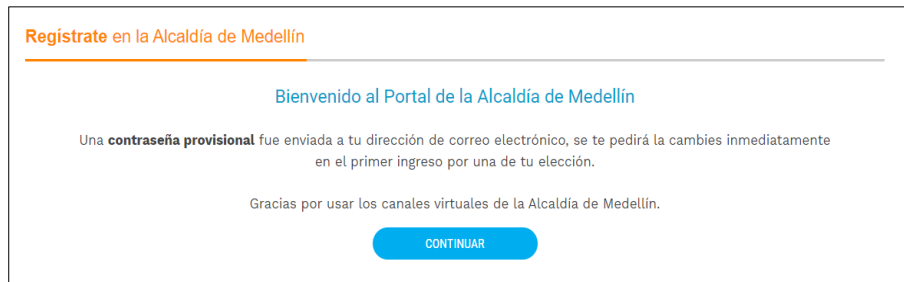 Regístrate en la Alcaldía de Medellín
Bienvenido al Portal de la Alcaldía de Medellín
Una contraseña provisional fue enviada a tu dirección de correo electrónico, se te pedirá la cambies inmediatamente
en el primer ingreso por una de tu elección.
Gracias por usar los canales virtuales de la Alcaldía de Medellín.
CONTINUAR